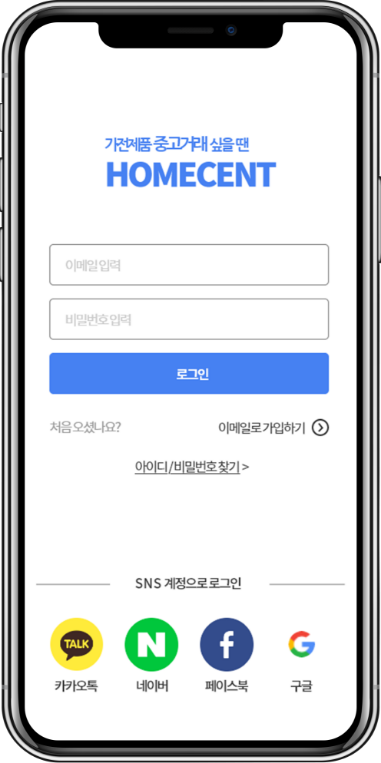 가전제품 중고거래 싶을 땐
HOMECENT
이메일 입력
비밀번호 입력
로그인
처음 오셨나요? 이메일로 가입하기
아이디/비밀번호 찾기 >
SNS 계정으로 로그인
TALK N f G
카카오톡 네이버 페이스북 구글